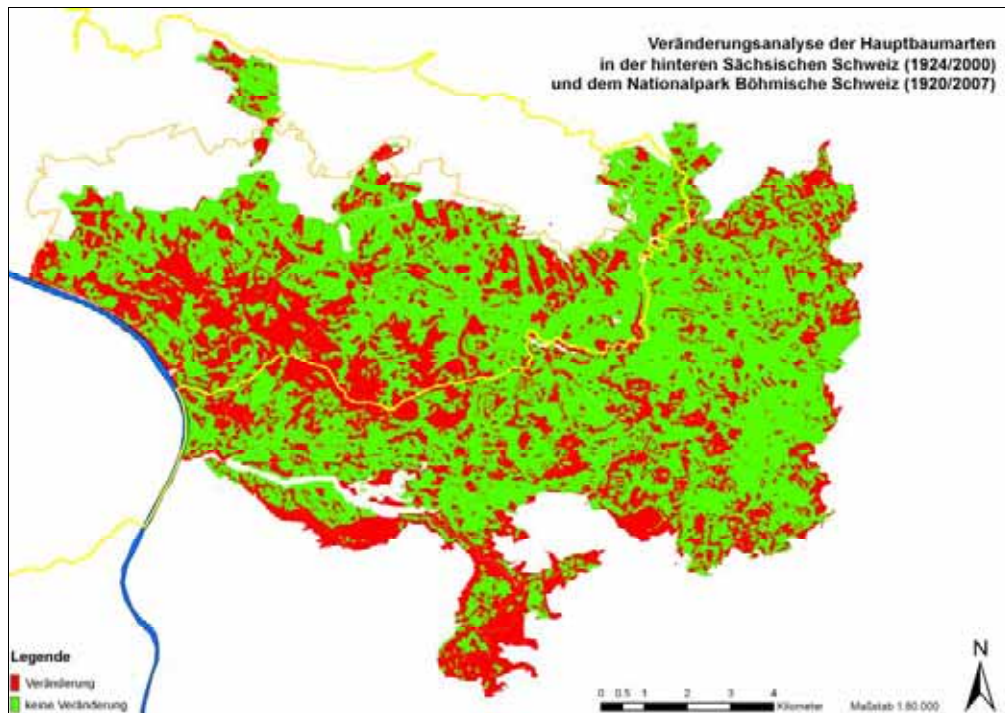 Veränderungsanalyse der Hauptbaumarten
in der hinteren Sächsischen Schweiz (1924/2000)
und dem Nationalpark Böhmische Schweiz (1920/2007)
N
Legende
Veränderung
keine Veränderung
0 0.5 1 2 3 4
Kilometer
Maßstab 1:60.000